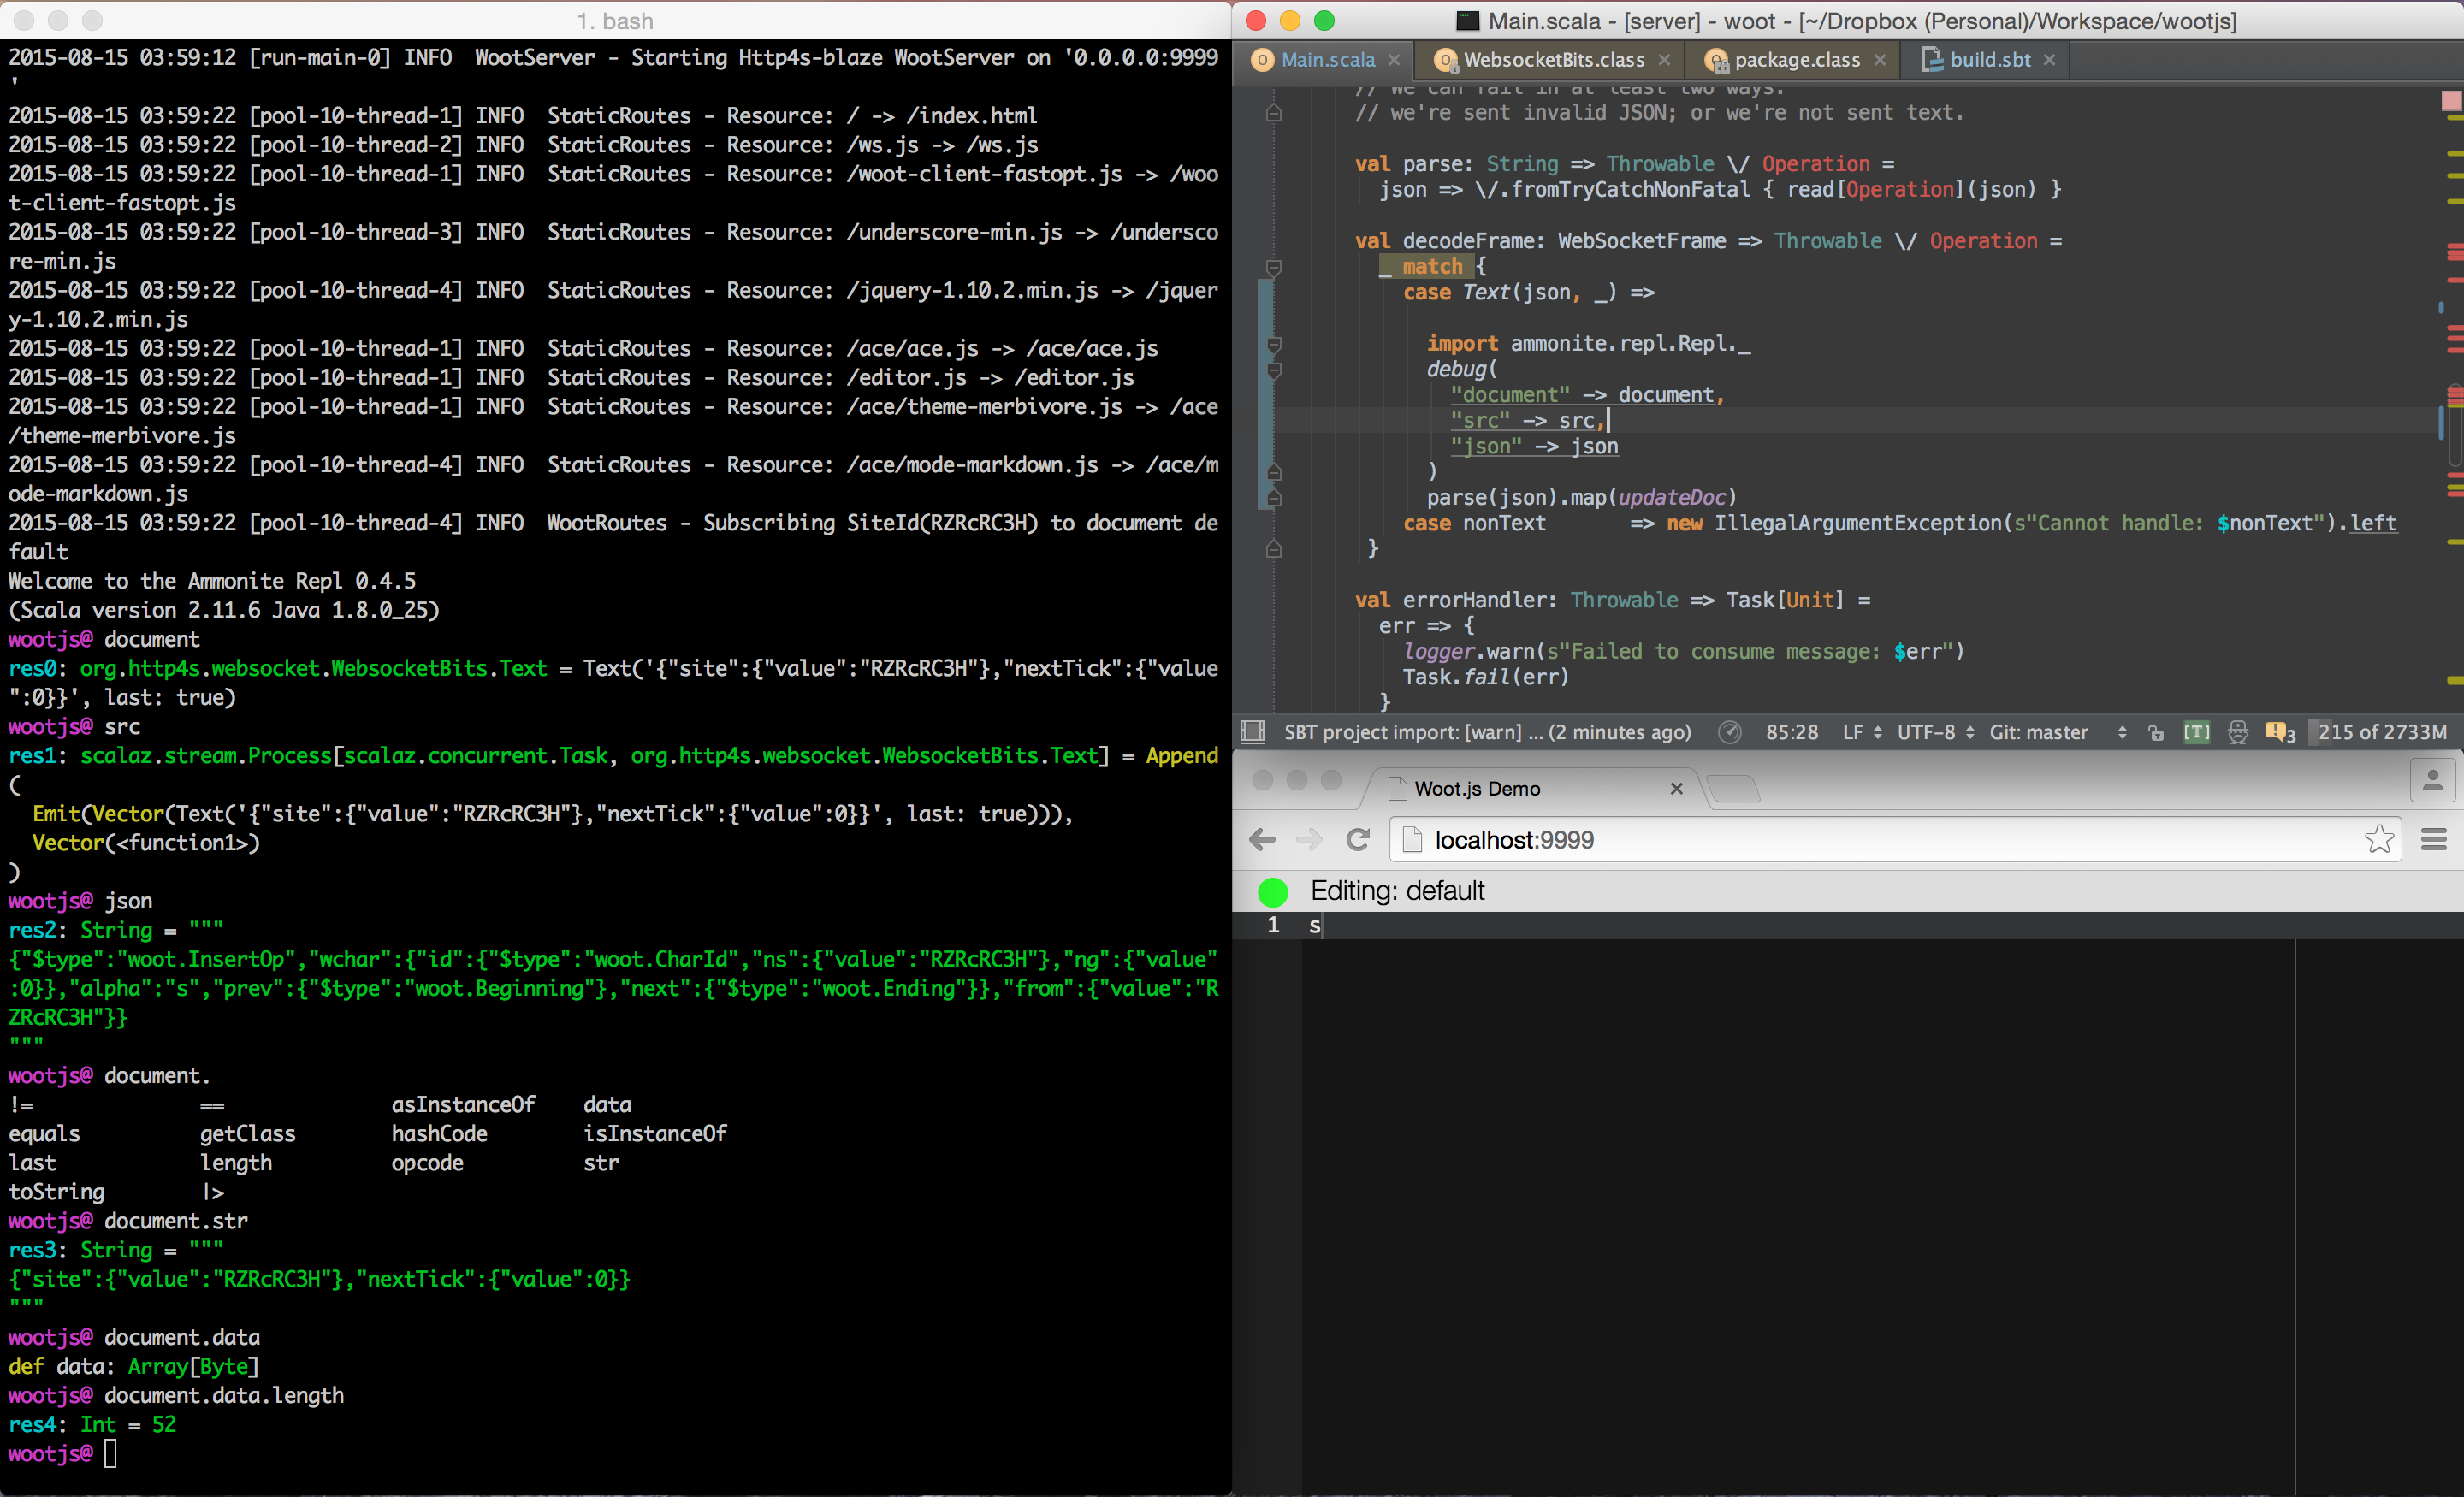 1. bash
2015-08-15 03:59:12 [run-main-0] INFO  WootServer - Starting Http4s-blaze WootServer on '0.0.0.0:9999
'
2015-08-15 03:59:22 [pool-10-thread-1] INFO  StaticRoutes - Resource: / -> /index.html
2015-08-15 03:59:22 [pool-10-thread-2] INFO  StaticRoutes - Resource: /ws.js -> /ws.js
2015-08-15 03:59:22 [pool-10-thread-1] INFO  StaticRoutes - Resource: /woot-client-fastopt.js -> /woo
t-client-fastopt.js
2015-08-15 03:59:22 [pool-10-thread-3] INFO  StaticRoutes - Resource: /underscore-min.js -> /undersco
re-min.js
2015-08-15 03:59:22 [pool-10-thread-4] INFO  StaticRoutes - Resource: /jquery-1.10.2.min.js -> /jquer
y-1.10.2.min.js
2015-08-15 03:59:22 [pool-10-thread-1] INFO  StaticRoutes - Resource: /ace/ace.js -> /ace/ace.js
2015-08-15 03:59:22 [pool-10-thread-1] INFO  StaticRoutes - Resource: /editor.js -> /editor.js
2015-08-15 03:59:22 [pool-10-thread-1] INFO  StaticRoutes - Resource: /ace/theme-merbivore.js -> /ace
/theme-merbivore.js
2015-08-15 03:59:22 [pool-10-thread-4] INFO  StaticRoutes - Resource: /ace/mode-markdown.js -> /ace/m
ode-markdown.js
2015-08-15 03:59:22 [pool-10-thread-4] INFO  WootRoutes - Subscribing SiteId(RZRcRC3H) to document de
fault
Welcome to the Ammonite Repl 0.4.5
(Scala version 2.11.6 Java 1.8.0_25)
wootjs@ document
res0: org.http4s.websocket.WebsocketBits.Text = Text('{"site":{"value":"RZRcRC3H"},"nextTick":{"value
":0}}', last: true)
wootjs@ src
res1: scalaz.stream.Process[scalaz.concurrent.Task, org.http4s.websocket.WebsocketBits.Text] = Append
(
  Emit(Vector(Text('{"site":{"value":"RZRcRC3H"},"nextTick":{"value":0}}', last: true))),
  Vector(<function1>)
)
wootjs@ json
res2: String = """
{"$type":"woot.InsertOp","wchar":{"id":{"$type":"woot.CharId","ns":{"value":"RZRcRC3H"},"ng":{"value"
:0}},"alpha":"s","prev":{"$type":"woot.Beginning"},"next":{"$type":"woot.Ending"}},"from":{"value":"R
ZRcRC3H"}}
"""
wootjs@ document.
!=              ==              asInstanceOf    data
equals          getClass        hashCode        isInstanceOf
last            length          opcode          str
toString        |>
wootjs@ document.str
res3: String = """
{"site":{"value":"RZRcRC3H"},"nextTick":{"value":0}}
"""
wootjs@ document.data
def data: Array[Byte]
wootjs@ document.data.length
res4: Int = 52
wootjs@
Main.scala - [server] - woot - [~/Dropbox (Personal)/Workspace/wootjs]
Main.scala WebsocketBits.class package.class build.sbt
// We can fail in at least two ways:
// we're sent invalid JSON; or we're not sent text.
val parse: String => Throwable \/ Operation =
  json => \/.fromTryCatchNonFatal { read[Operation](json) }
val decodeFrame: WebSocketFrame => Throwable \/ Operation =
  _ match {
    case Text(json, _) =>
      import ammonite.repl.Repl._
      debug(
        "document" -> document,
        "src" -> src,
        "json" -> json
      )
      parse(json).map(updateDoc)
    case nonText       => new IllegalArgumentException(s"Cannot handle: $nonText").left
  }
val errorHandler: Throwable => Task[Unit] =
  err => {
    logger.warn(s"Failed to consume message: $err")
    Task.fail(err)
  }
SBT project import: [warn] ... (2 minutes ago) 85:28 LF UTF-8 Git: master [T] 3 215 of 2733M
Woot.js Demo
localhost:9999
Editing: default
1 s